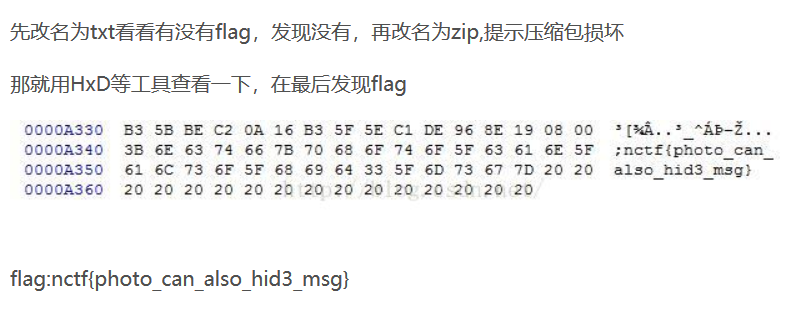 先改名为txt看看有没有flag，发现没有，再改名为zip,提示压缩包损坏
那就用HxD等工具查看一下，在最后发现flag
0000A330 B3 5B BE C2 0A 16 B3 5F 5E C1 DE 96 8E 19 08 00 ³[¾Â..³_^ÁÞ–Ž...
0000A340 3B 6E 63 74 66 7B 70 68 6F 74 6F 5F 63 61 6E 5F ;nctf{photo_can_
0000A350 61 6C 73 6F 5F 68 69 64 33 5F 6D 73 67 7D 20 20 also_hid3_msg}
0000A360 20 20 20 20 20 20 20 20 20 20 20 20 20 20
flag:nctf{photo_can_also_hid3_msg}